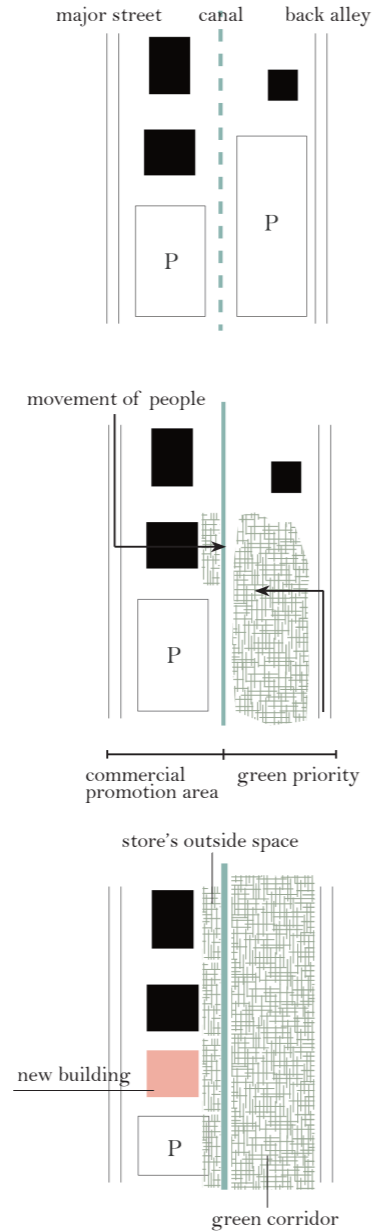 major street canal back alley
P
P
movement of people
P
commercial promotion area
green priority
store's outside space
new building
P
green corridor